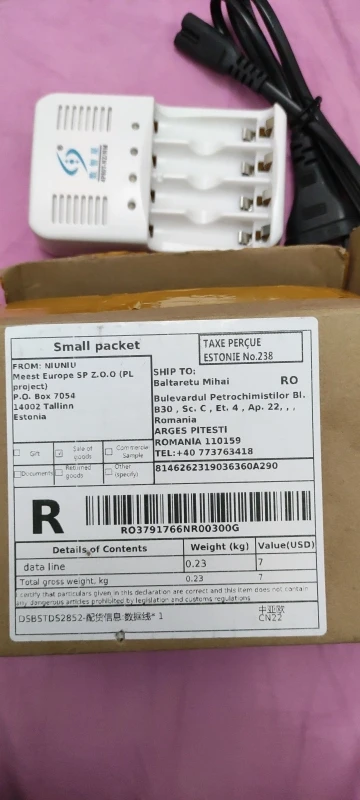 Small packet
TAXE PERÇUE
ESTONIE No.238
FROM: NIUNIU
Meest Europe SP Z.O.O (PL
project)
P.O. Box 7054
14002 Tallinn
Estonia
SHIP TO:
Baltaretu Mihai RO
Bulevardul Petrochimistilor Bl.
B30 , Sc. C , Et. 4 , Ap. 22, , ,
Romania
ARGES PITESTI
ROMANIA 110159
TEL:+40 773763418
Gift
Sale of
goods
Commercial
Sample
Documents
Returned
goods
Other
(specify)
8146262319036360A290
R
RO3791766NR00300G
Details of Contents Weight (kg) Value(USD)
data line 0.23 7
Total gross weight, kg 0.23 7
I certify that particulars given in this declaration are correct and this item does not contain
any dangerous articles prohibited by legislation and customs regulations
DSBSTDS2852-配货信息:数据线* 1
CN22